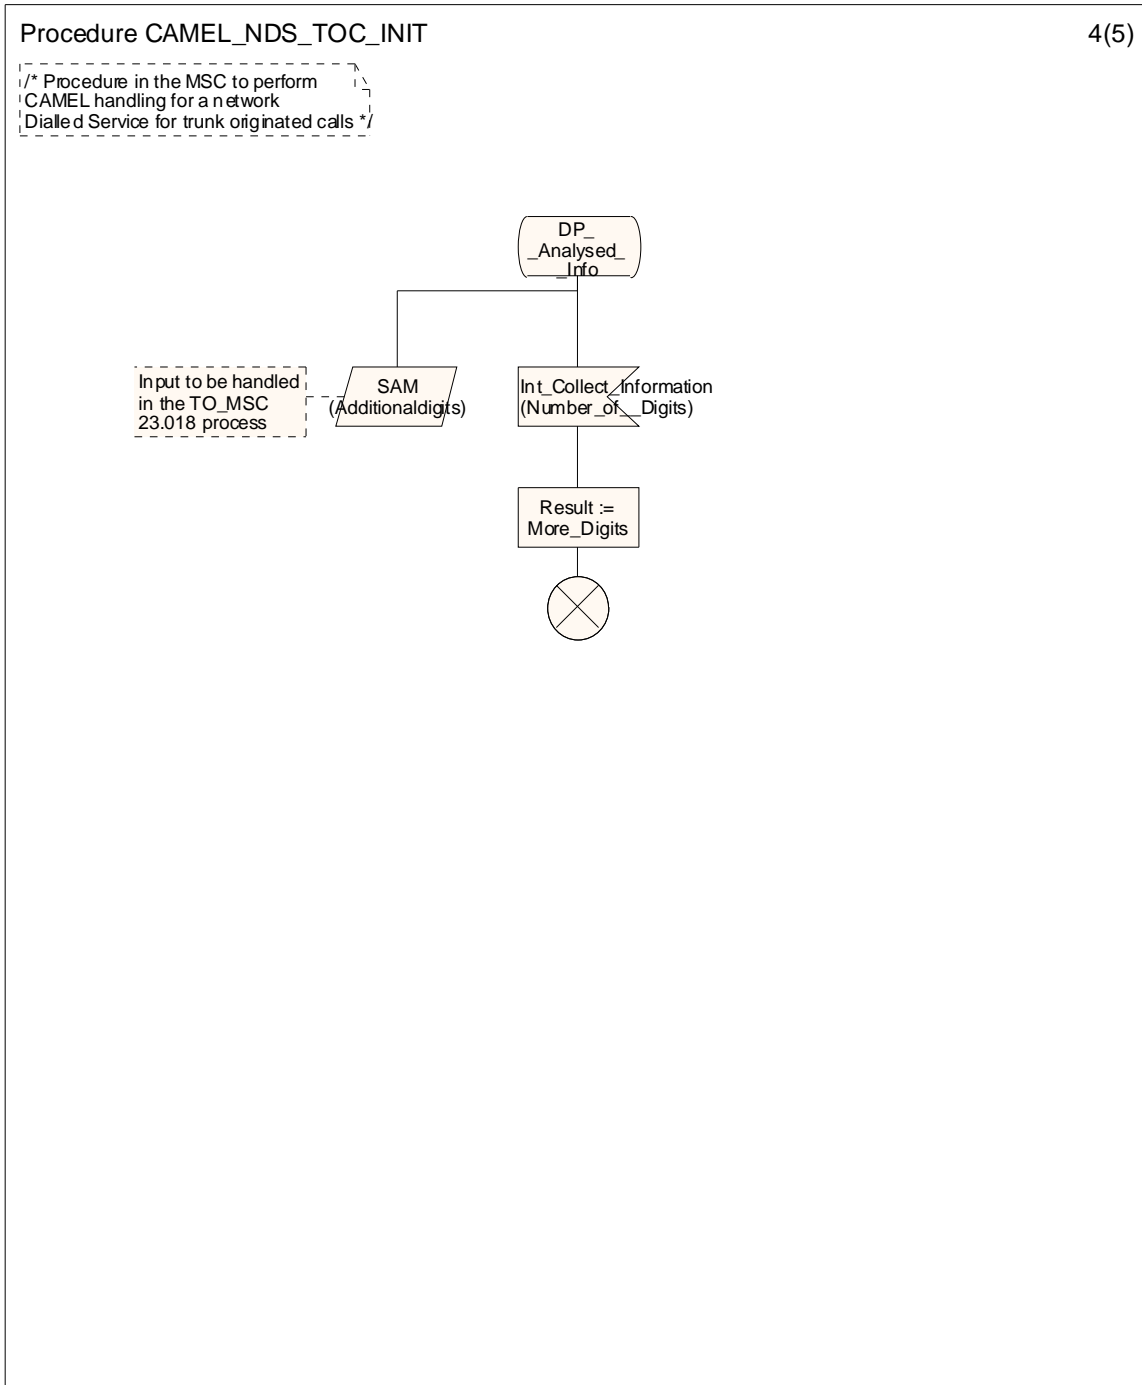 Procedure CAMEL_NDS_TOC_INIT
4(5)
/* Procedure in the MSC to perform
CAMEL handling for a network
Dialled Service for trunk originated calls */
DP_
_Analysed_
_Info
Input to be handled
in the TO_MSC
23.018 process
SAM
(Additionaldigits)
Int_Collect_Information
(Number_of__Digits)
Result :=
More_Digits